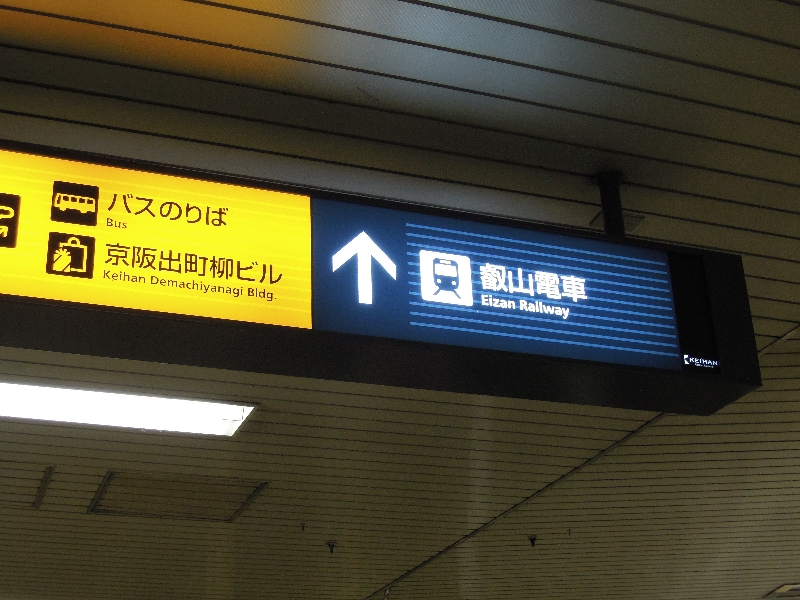 バスのりば
Bus
京阪出町柳ビル
Keihan Demachiyanagi Bldg.
叡山電車
Eizan Railway
KEIHAN